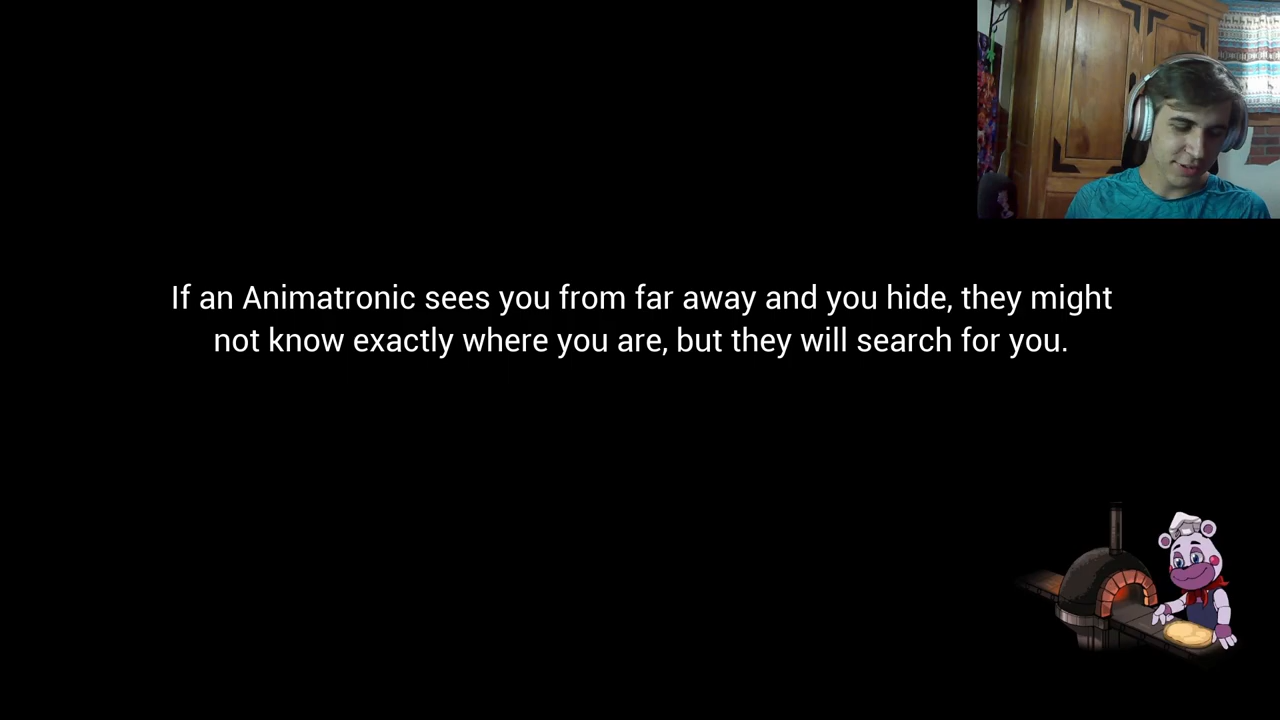 If an Animatronic sees you from far away and you hide, they might
not know exactly where you are, but they will search for you.